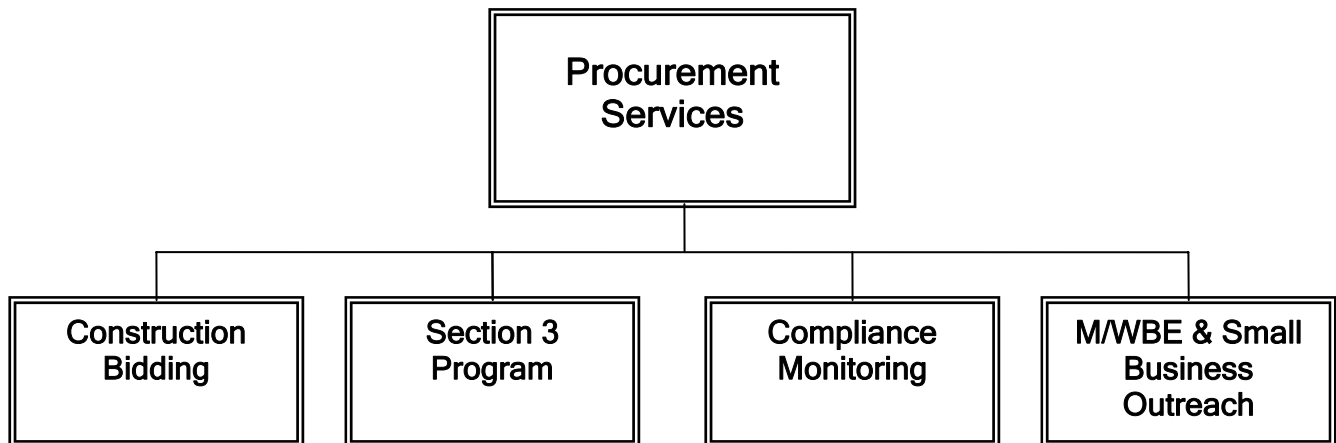 Procurement
Services
Construction
Bidding
Section 3
Program
Compliance
Monitoring
M/WBE & Small
Business
Outreach